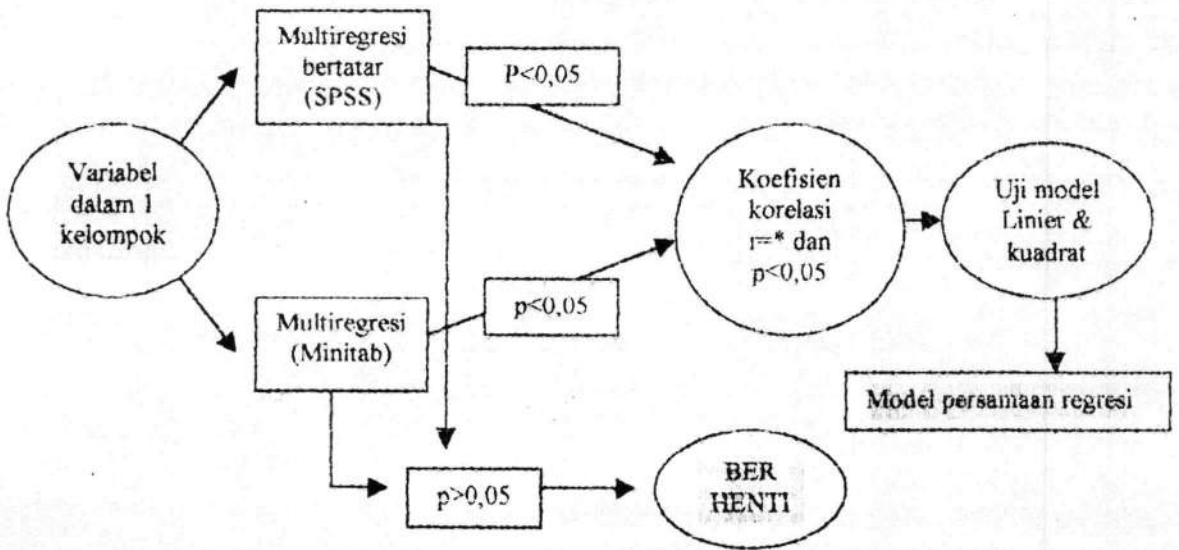 Multiregresi
bertatar
(SPSS)
P<0,05
Variabel
dalam 1
kelompok
Koefisien
korelasi
r=* dan
p<0,05
Uji model
Linier &
kuadrat
Multiregresi
(Minitab)
p<0,05
Model persamaan regresi
p>0,05
BER
HENTI